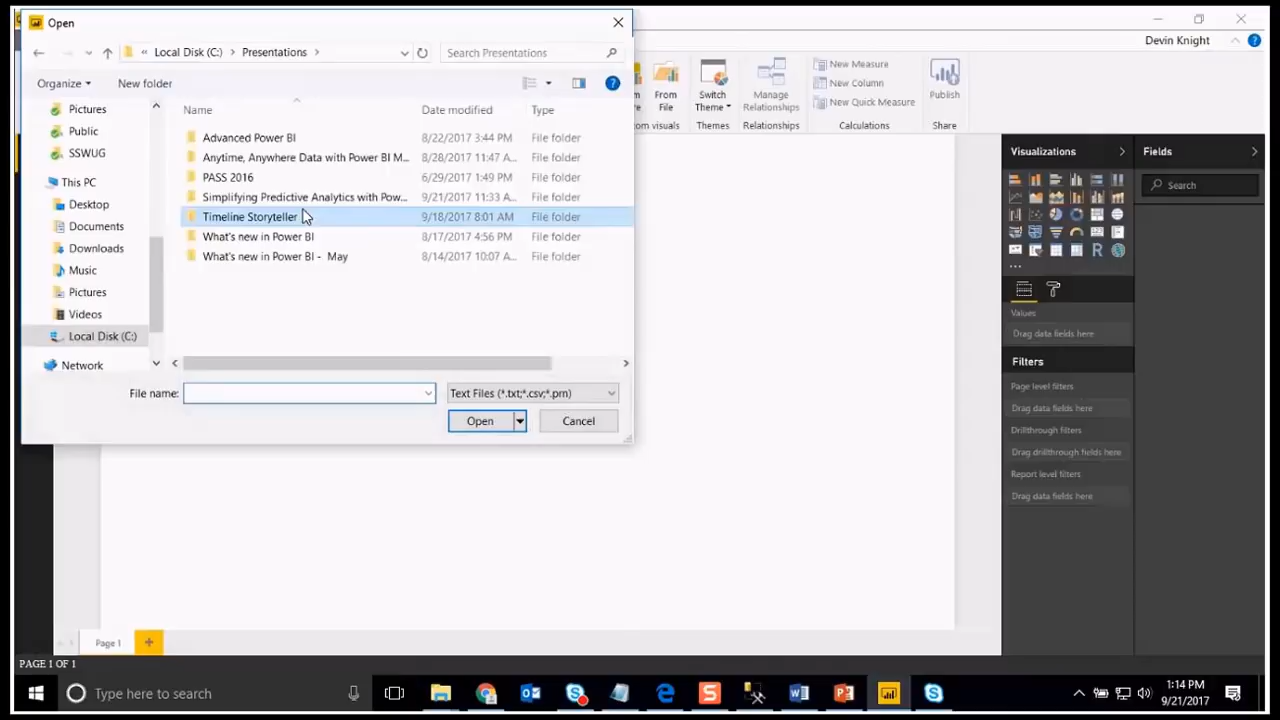 Open
Devin Knight
Local Disk (C:) > Presentations >
Search Presentations
Organize
New folder
Name
Date modified
Type
Pictures
Public
SSWUG
This PC
Desktop
Documents
Downloads
Music
Pictures
Videos
Local Disk (C:)
Network
Advanced Power BI 8/22/2017 3:44 PM File folder
Anytime, Anywhere Data with Power BI M... 8/28/2017 11:47 A... File folder
PASS 2016 6/29/2017 1:49 PM File folder
Simplifying Predictive Analytics with Pow... 9/21/2017 11:33 A... File folder
Timeline Storyteller 9/18/2017 8:01 AM File folder
What's new in Power BI 8/17/2017 4:56 PM File folder
What's new in Power BI - May 8/14/2017 10:07 A... File folder
File name:
Text Files (*.txt;*.csv;*.prn)
Open
Cancel
From
File
Switch
Theme
Manage
Relationships
New Measure
New Column
New Quick Measure
Publish
om visuals
Themes
Relationships
Calculations
Share
Visualizations
Fields
Search
R
Values
Drag data fields here
Filters
Page level filters
Drag data fields here
Drillthrough filters
Drag drillthrough fields here
Report level filters
Drag data fields here
Page 1
PAGE 1 OF 1
Type here to search
1:14 PM
9/21/2017